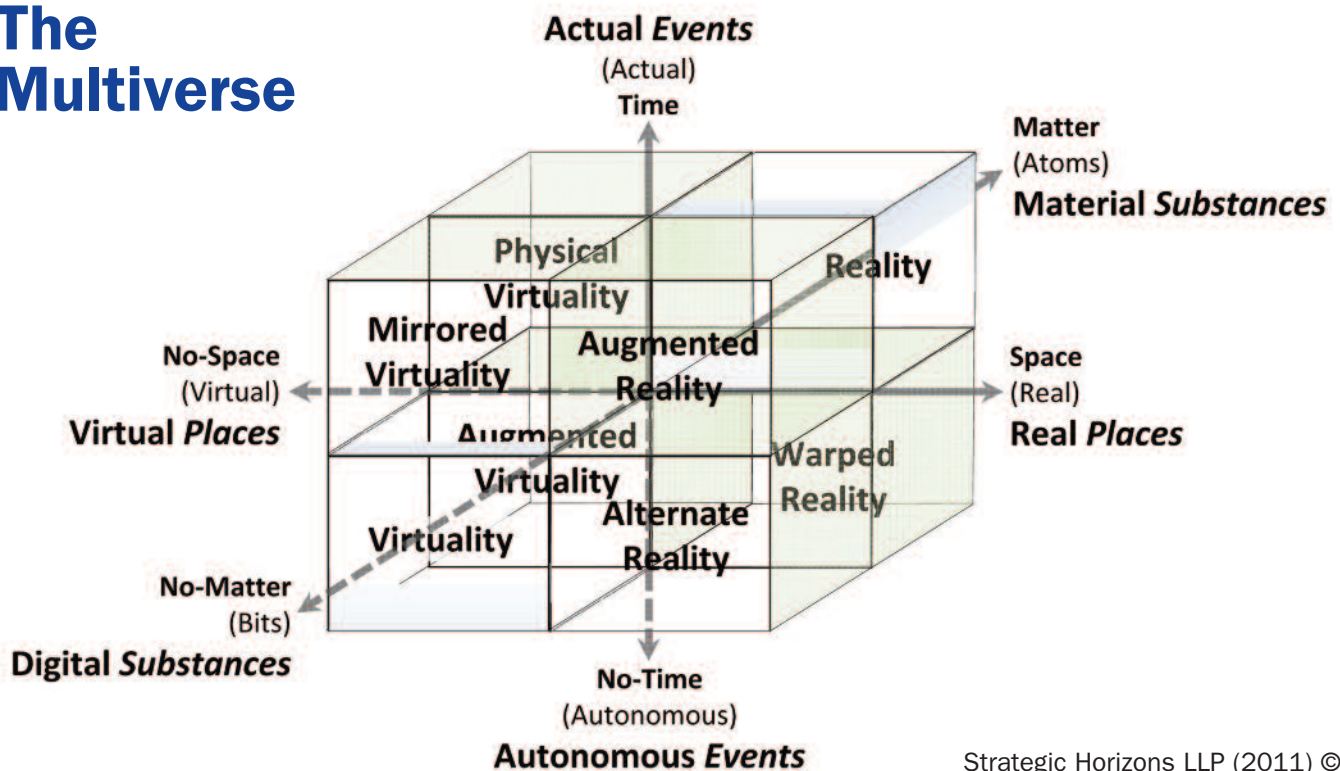 The
Multiverse
Actual Events
(Actual)
Time
Matter
(Atoms)
Material Substances
Physical
Virtuality
Reality
Mirrored
Virtuality
Augmented
Reality
No-Space
(Virtual)
Virtual Places
Space
(Real)
Real Places
Augmented
Virtuality
Warped
Reality
Alternate
Reality
Virtuality
No-Matter
(Bits)
Digital Substances
No-Time
(Autonomous)
Autonomous Events
Strategic Horizons LLP (2011) ©